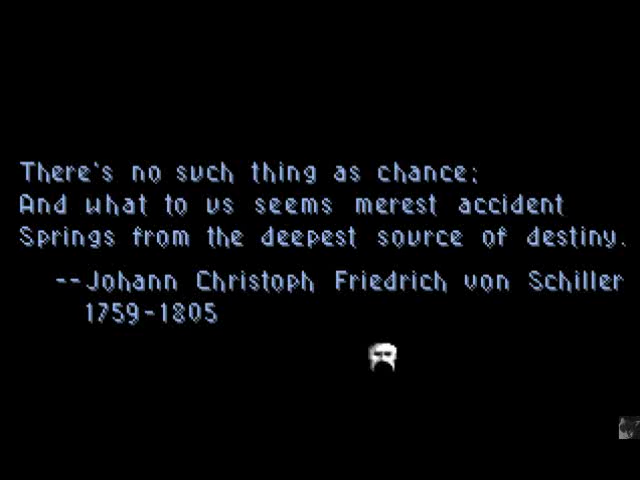 There's no such thing as chance;
And what to us seems merest accident
Springs from the deepest source of destiny.
--Johann Christoph Friedrich von Schiller
1759-1805